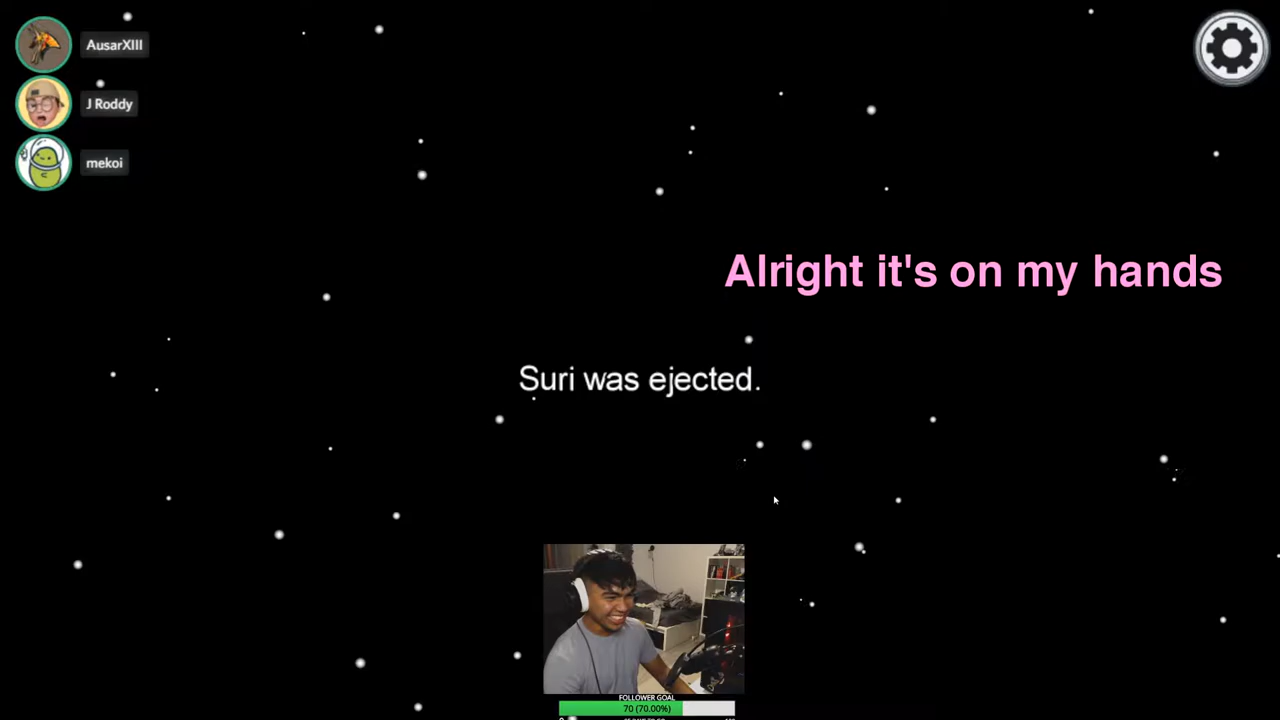 AusarXIII
J Roddy
mekoi
Alright it's on my hands
Suri was ejected.
FOLLOWER GOAL
70 (70.00%)